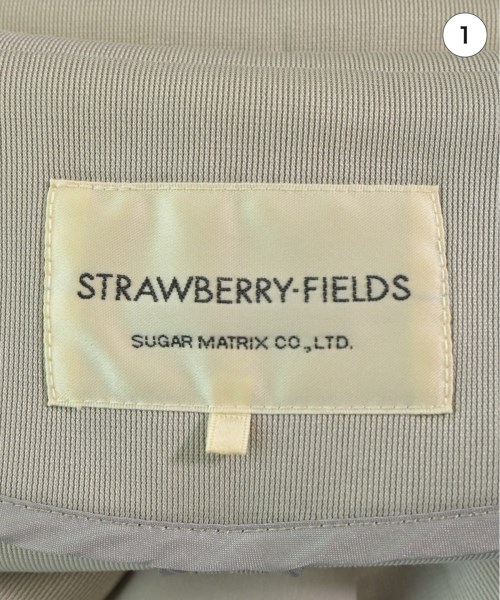 1
STRAWBERRY-FIELDS
SUGAR MATRIX CO.,LTD.